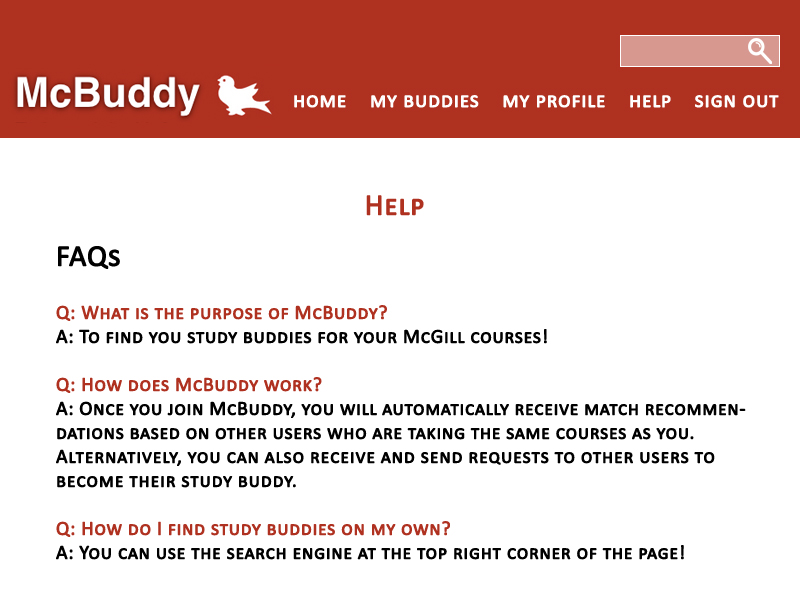 McBuddy
HOME MY BUDDIES MY PROFILE HELP SIGN OUT
Help
FAQs
Q: What is the purpose of McBuddy?
A: To find you study buddies for your McGill courses!
Q: How does McBuddy work?
A: Once you join McBuddy, you will automatically receive match recommen-
dations based on other users who are taking the same courses as you.
Alternatively, you can also receive and send requests to other users to
become their study buddy.
Q: How do I find study buddies on my own?
A: You can use the search engine at the top right corner of the page!